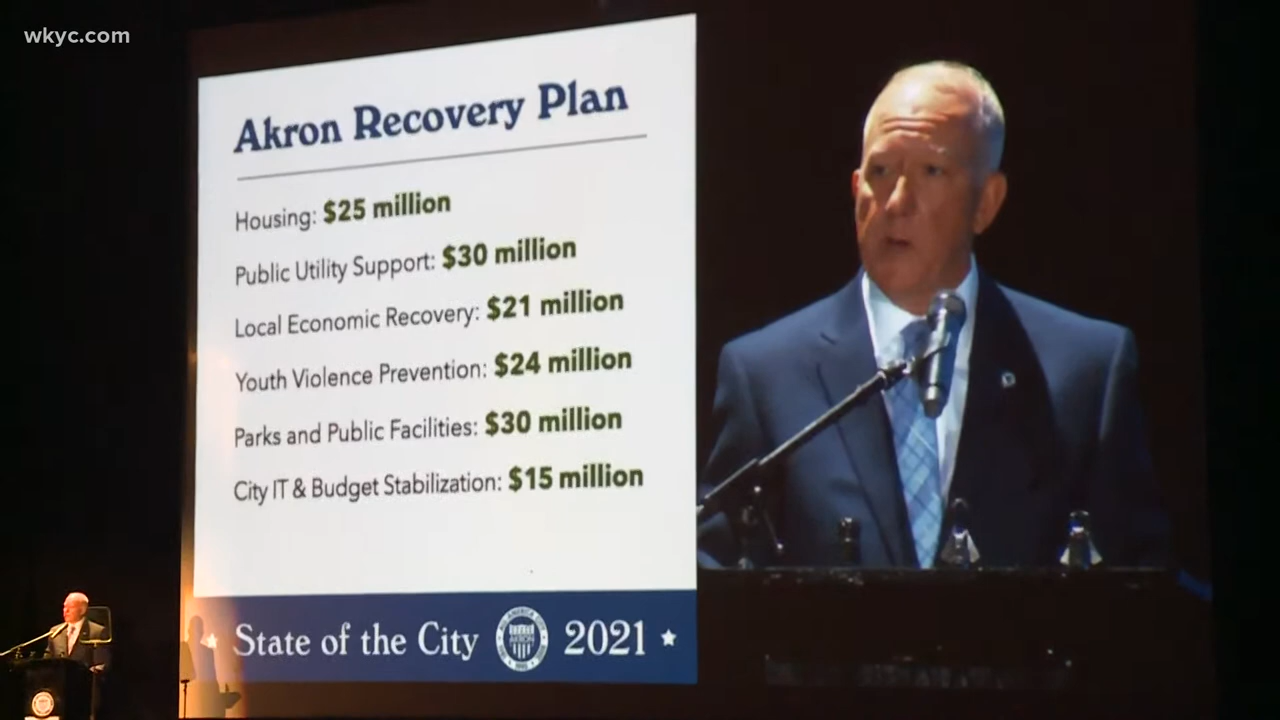 wkyc.com
Akron Recovery Plan
Housing: $25 million
Public Utility Support: $30 million
Local Economic Recovery: $21 million
Youth Violence Prevention: $24 million
Parks and Public Facilities: $30 million
City IT & Budget Stabilization: $15 million
State of the City
AKRON
2021